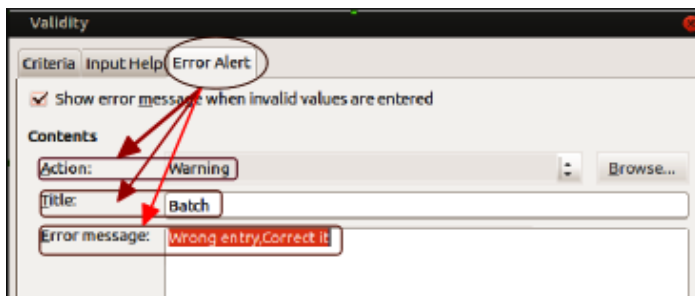 Validity
Criteria Input Help Error Alert
Show error message when invalid values are entered
Contents
Action: Warning Browse...
Title: Batch
Error message: Wrong entry,Correct it